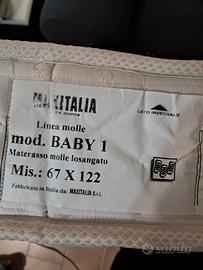 MAXITALIA
LATO INVERNALE
Linea molle
mod. BABY 1
Materasso molle losangato
Mis.: 67 X 122
Fabbricato in Italia da: MAXITALIA S.r.l.
subito